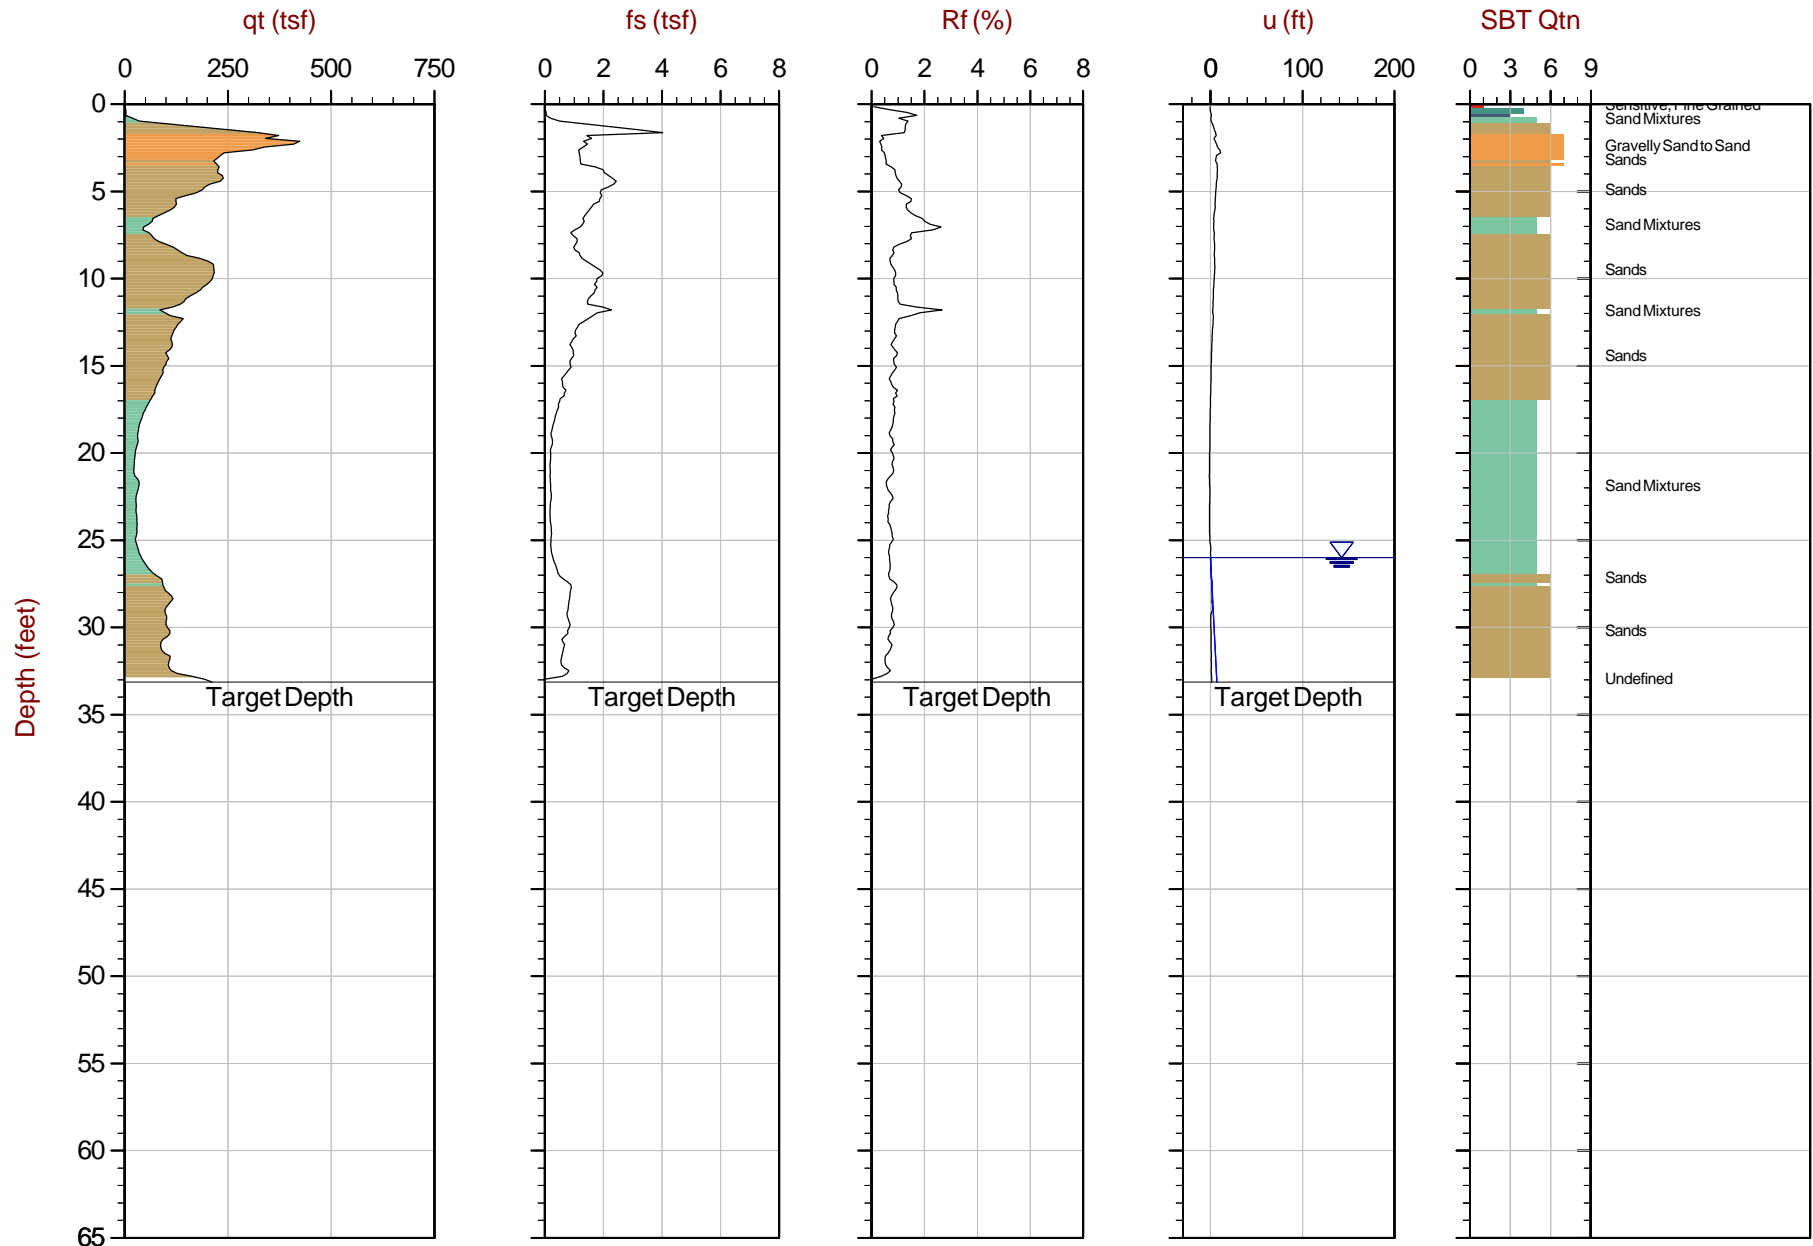 qt (tsf) fs (tsf) Rf (%) u (ft) SBT Qtn
0 250 500 750 0 2 4 6 8 0 2 4 6 8 0 100 200 0 3 6 9
0
5
10
15
20
25
30
35
40
45
50
55
60
65
Depth (feet)
Target Depth Target Depth Target Depth Target Depth
Sensitive, Fine Grained
Sand Mixtures
Gravelly Sand to Sand
Sands
Sands
Sand Mixtures
Sands
Sand Mixtures
Sands
Sand Mixtures
Sands
Sands
Undefined